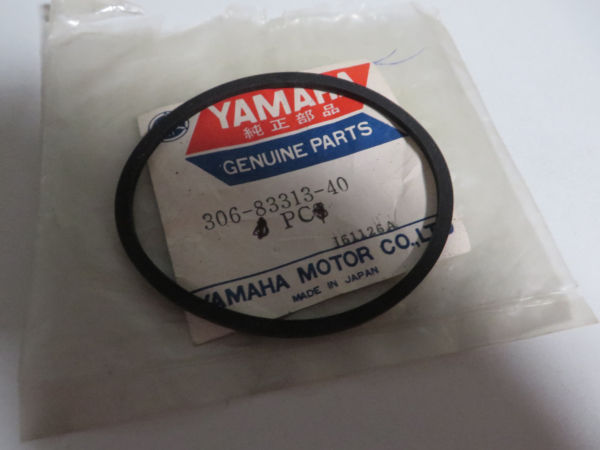 YAMAHA
純正部品
GENUINE PARTS
306-83313-40
PC
161126A
YAMAHA MOTOR CO.,LTD
MADE IN JAPAN